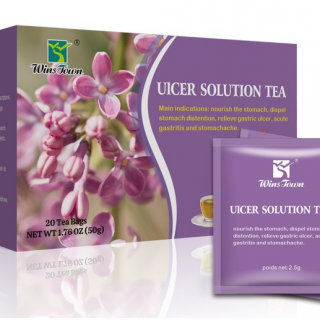 Wins Town®
UICER SOLUTION TEA
Main indications: nourish the stomach, dispel
stomach distention, relieve gastric ulcer, acute
gastritis and stomachache.
20 Tea Bags
NET WT 1.76 OZ (50g)
Wins Town
UICER SOLUTION T
nourish the stomach, dispel stoma
distention, relieve gastric ulcer, acu
gastritis and stomachache.
poids net 2.5g